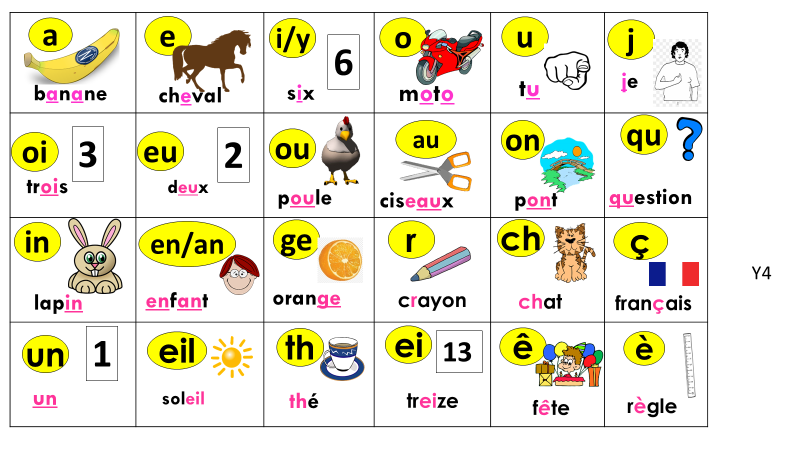 a
banane
e
cheval
i/y
6
six
o
moto
u
tu
j
je
oi
3
trois
eu
2
deux
ou
poule
au
ciseaux
on
pont
qu
?
question
in
lapin
en/an
enfant
ge
orange
r
crayon
ch
chat
ç
français
Y4
un
1
un
eil
soleil
th
thé
ei
13
treize
ê
fête
è
règle